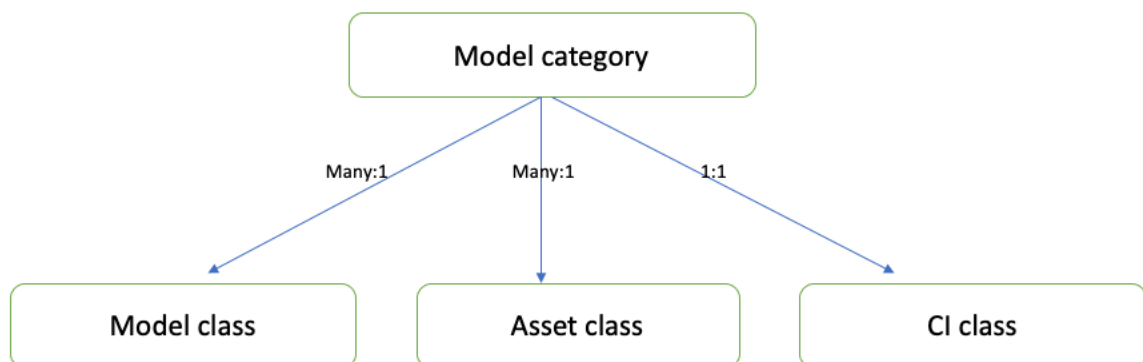 Model category
Many:1
Many:1
1:1
Model class
Asset class
CI class